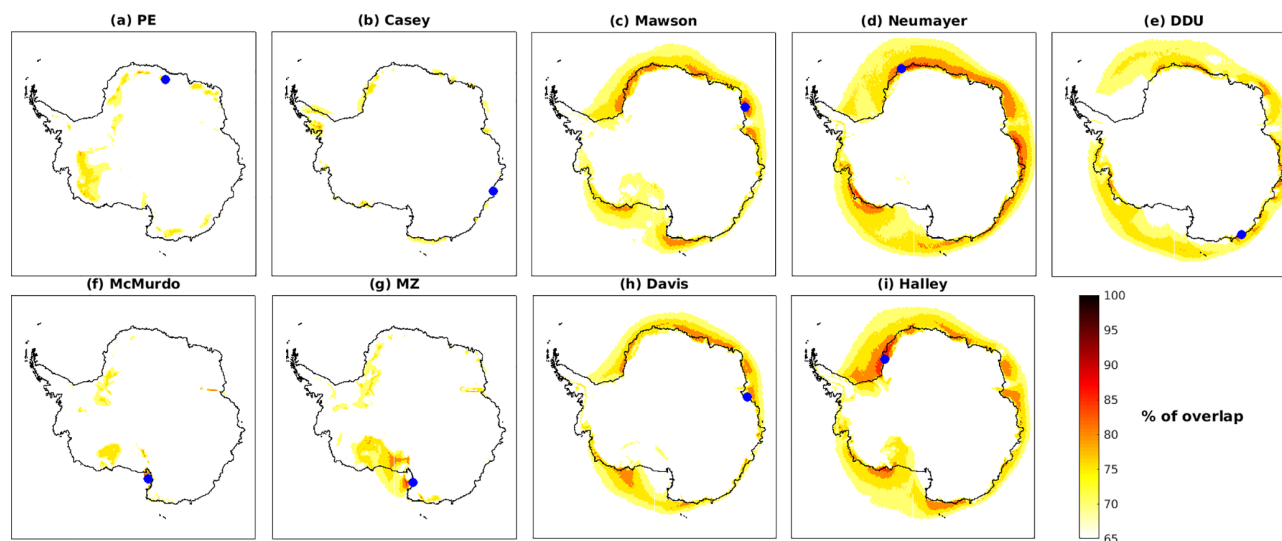 (a) PE
(b) Casey
(c) Mawson
(d) Neumayer
(e) DDU
(f) McMurdo
(g) MZ
(h) Davis
(i) Halley
100
95
90
85
80
75
70
65
% of overlap